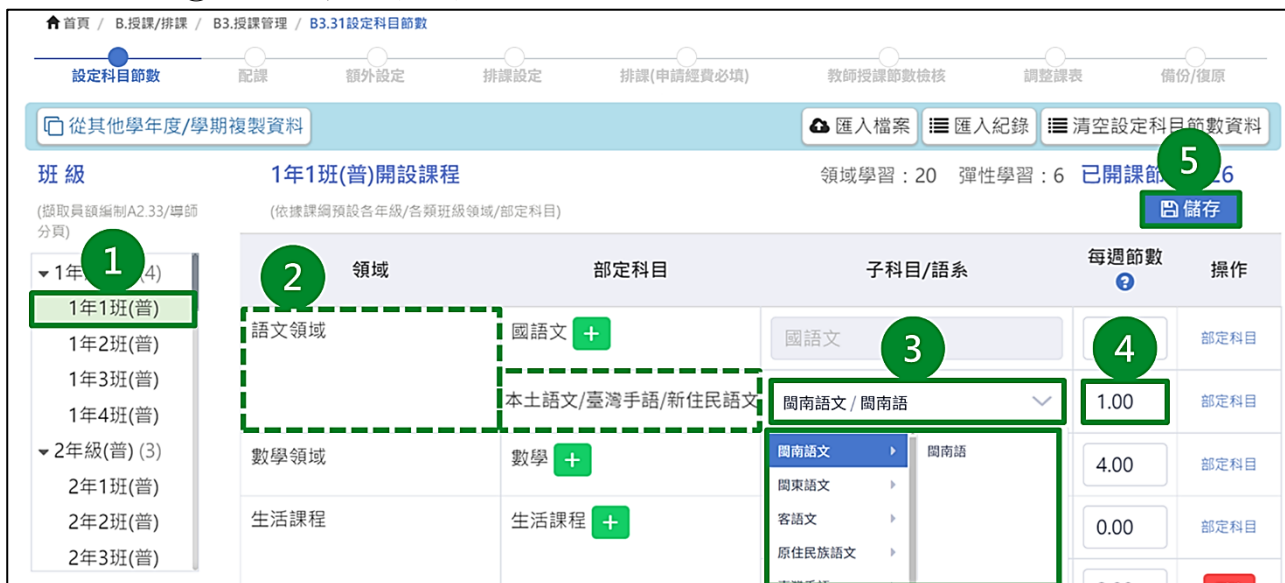 首頁 / B.授課/排課 / B3.授課管理 / B3.31設定科目節數
設定科目節數 配課 額外設定 排課設定 排課(申請經費必填) 教師授課節數檢核 調整課表 備份/復原
從其他學年度/學期複製資料 匯入檔案 匯入紀錄 清空設定科目節數資料
班級 1年1班(普)開設課程 領域學習：20 彈性學習：6 已開課節 26
(擷取員額編制A2.33/導師分頁) (依據課綱預設各年級/各類班級領域/部定科目)
5
儲存
1年 (4)
1
1年1班(普)
1年2班(普)
1年3班(普)
1年4班(普)
2年級(普) (3)
2年1班(普)
2年2班(普)
2年3班(普)
2
領域 部定科目 子科目/語系 每週節數 操作
語文領域 國語文 + 國語文 部定科目
3
4
本土語文/臺灣手語/新住民語文 閩南語文 / 閩南語 1.00 部定科目
數學領域 數學 + 4.00 部定科目
生活課程 生活課程 + 0.00 部定科目
閩南語文 閩南語
閩東語文
客語文
原住民族語文